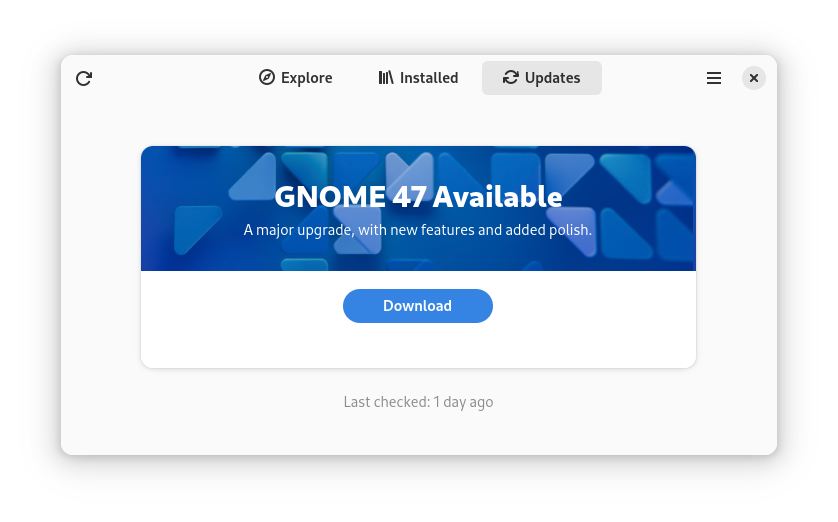 Explore
Installed
Updates
GNOME 47 Available
A major upgrade, with new features and added polish.
Download
Last checked: 1 day ago